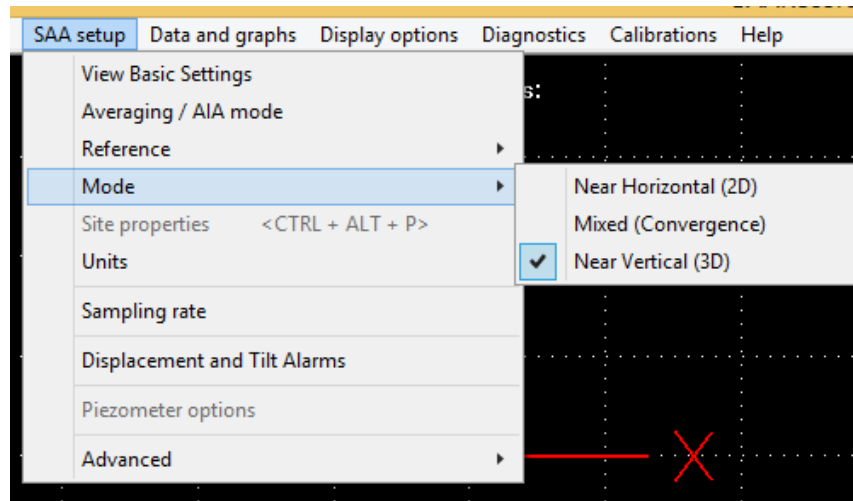 SAA setup Data and graphs Display options Diagnostics Calibrations Help
View Basic Settings
s:
Averaging / AIA mode
Reference
Mode
Near Horizontal (2D)
Site properties <CTRL + ALT + P>
Mixed (Convergence)
Units
Near Vertical (3D)
Sampling rate
Displacement and Tilt Alarms
Piezometer options
Advanced
X